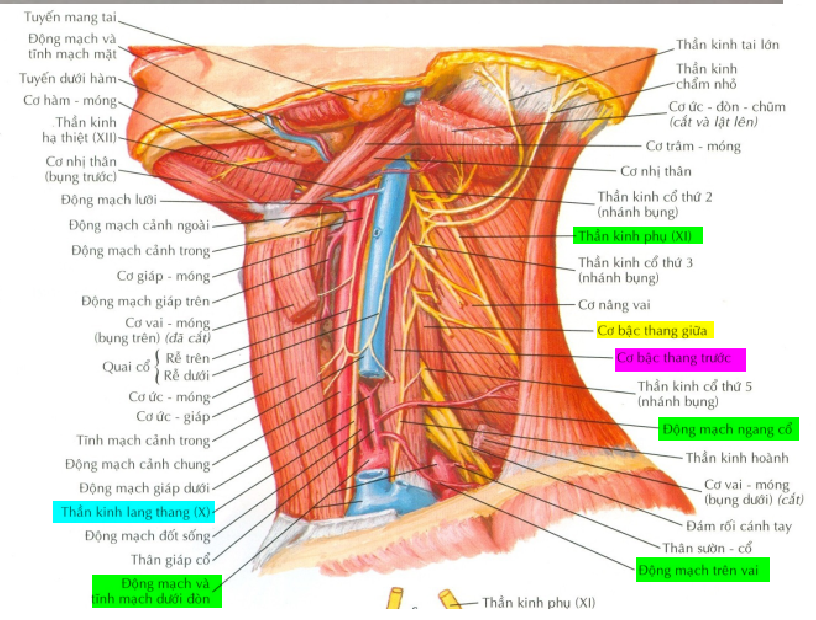 Tuyến mang tai
Động mạch và
tĩnh mạch mặt
Tuyến dưới hàm
Cơ hàm - móng
Thần kinh
hạ thiệt (XII)
Cơ nhị thân
(bụng trước)
Động mạch lưỡi
Động mạch cảnh ngoài
Động mạch cảnh trong
Cơ giáp - móng
Động mạch giáp trên
Cơ vai - móng
(bụng trên) (đã cắt)
Quai cổ { Rễ trên
Rễ dưới
Cơ ức - móng
Cơ ức - giáp
Tĩnh mạch cảnh trong
Động mạch cảnh chung
Động mạch giáp dưới
Thần kinh lang thang (X)
Động mạch đốt sống
Thân giáp cổ
Động mạch và
tĩnh mạch dưới đòn
Thần kinh tai lớn
Thần kinh
chẩm nhỏ
Cơ ức - đòn - chũm
(cắt và lật lên)
Cơ trâm - móng
Cơ nhị thân
Thần kinh cổ thứ 2
(nhánh bụng)
Thần kinh phụ (XI)
Thần kinh cổ thứ 3
(nhánh bụng)
Cơ nâng vai
Cơ bậc thang giữa
Cơ bậc thang trước
Thần kinh cổ thứ 5
(nhánh bụng)
Động mạch ngang cổ
Thần kinh hoành
Cơ vai - móng
(bụng dưới) (cắt)
Đám rối cánh tay
Thân sườn - cổ
Động mạch trên vai
Thần kinh phụ (XI)